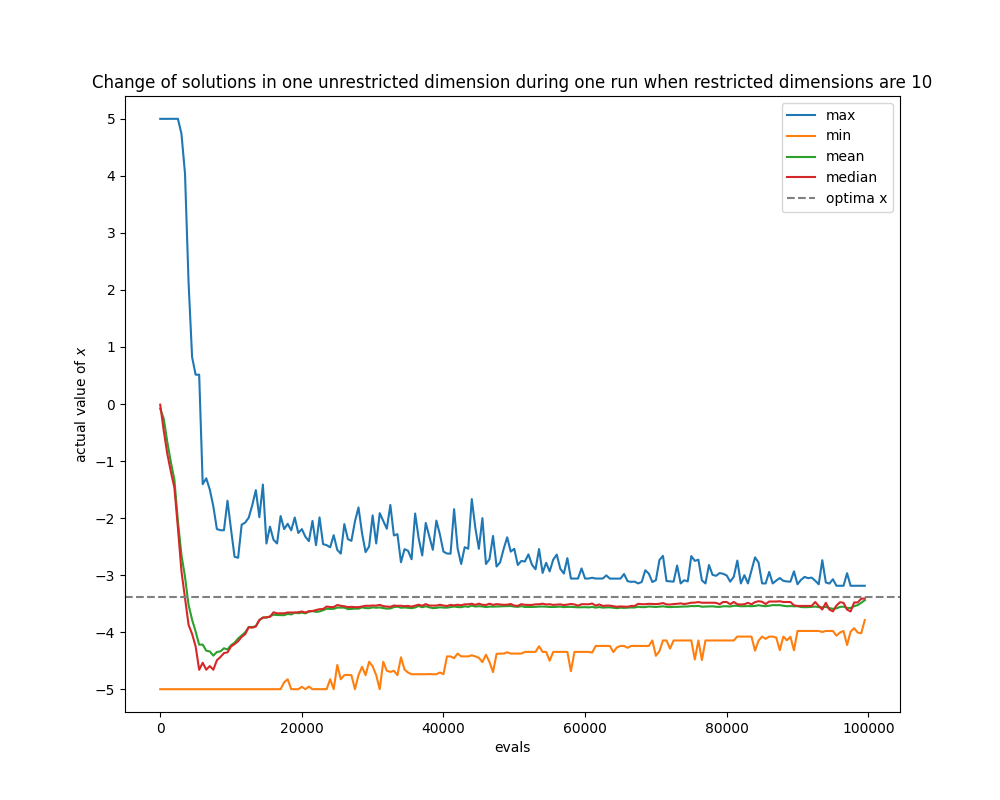 Change of solutions in one unrestricted dimension during one run when restricted dimensions are 10
max
min
mean
median
optima x
5
4
3
2
1
0
−1
−2
−3
−4
−5
actual value of x
0 20000 40000 60000 80000 100000
evals